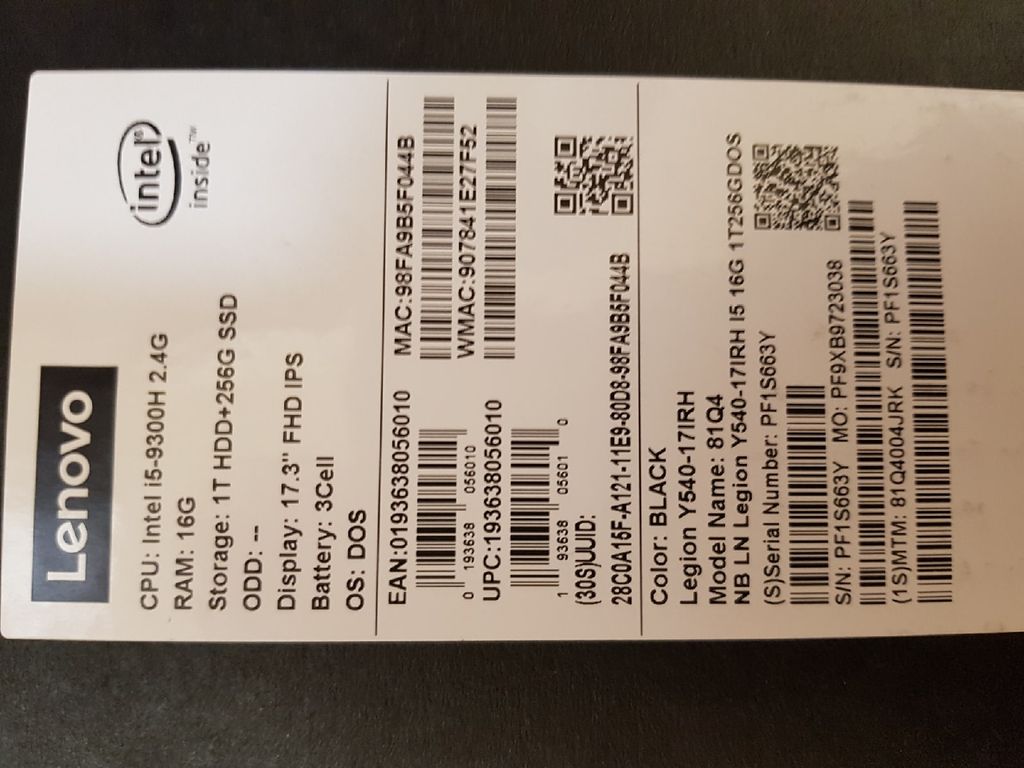 Lenovo
intel
inside™
CPU: Intel i5-9300H 2.4G
RAM: 16G
Storage: 1T HDD+256G SSD
ODD: --
Display: 17.3" FHD IPS
Battery: 3Cell
OS: DOS
EAN:0193638056010
0 193638 056010
UPC:193638056010
1 93638 05601 0
MAC:98FA9B5F044B
WMAC:907841E27F52
(30S)UUID:
28C0A16F-A121-11E9-80D8-98FA9B5F044B
Color: BLACK
Legion Y540-17IRH
Model Name: 81Q4
NB LN Legion Y540-17IRH I5 16G 1T256GDOS
(S)Serial Number: PF1S663Y
S/N: PF1S663Y MO: PF9XB9723038
(1S)MTM: 81Q4004JRK S/N: PF1S663Y